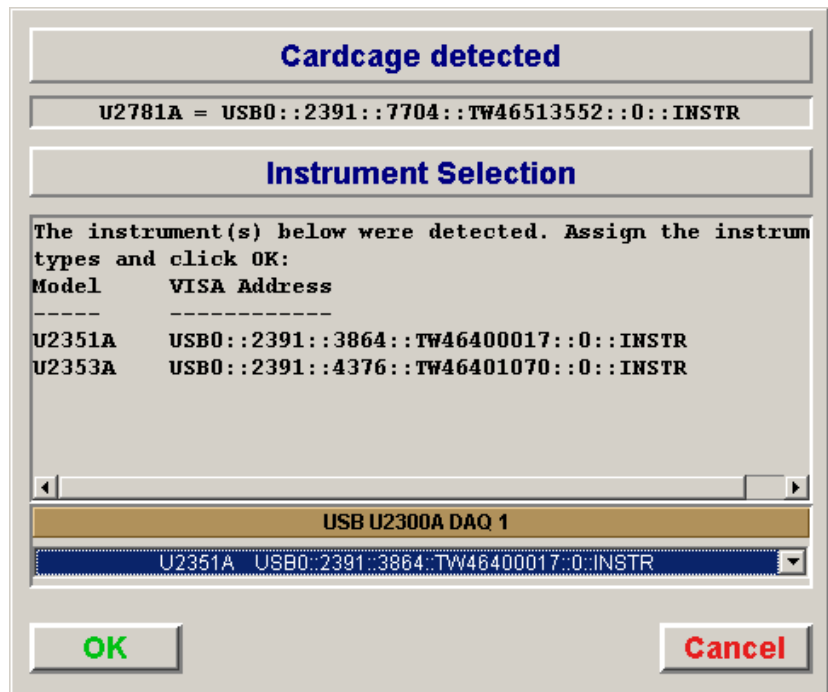 Cardcage detected
U2781A = USB0::2391::7704::TW46513552::0::INSTR
Instrument Selection
The instrument(s) below were detected. Assign the instrum
types and click OK:
Model VISA Address
----- ------------
U2351A USB0::2391::3864::TW46400017::0::INSTR
U2353A USB0::2391::4376::TW46401070::0::INSTR
USB U2300A DAQ 1
U2351A USB0::2391::3864::TW46400017::0::INSTR
OK Cancel